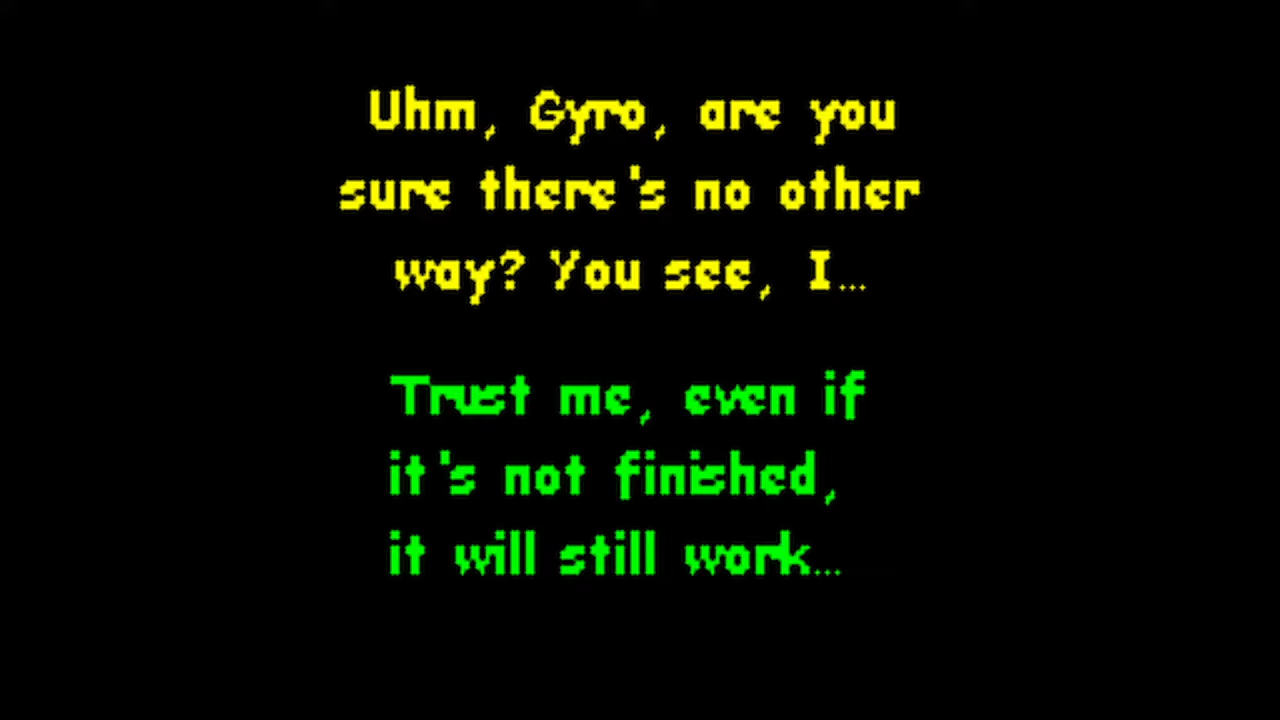 Uhm, Gyro, are you
sure there's no other
way? You see, I...
Trust me, even if
it's not finished,
it will still work...